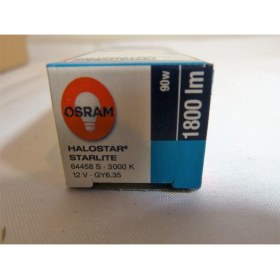 OSRAM
HALOSTAR®
STARLITE
64458 S - 3000 K
12 V - GY6.35
90w
1800 lm